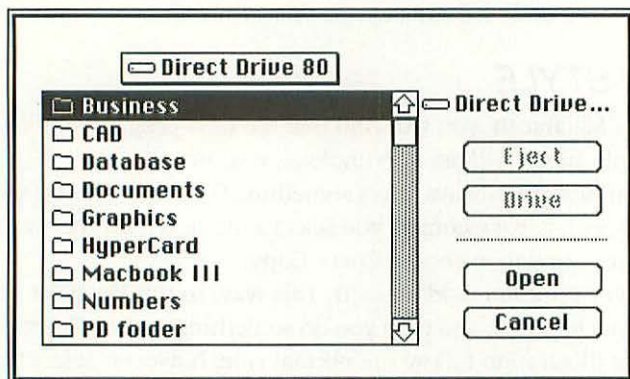 Direct Drive 80
Business
CAD
Database
Documents
Graphics
HyperCard
Macbook III
Numbers
PD folder
Direct Drive...
Eject
Drive
Open
Cancel